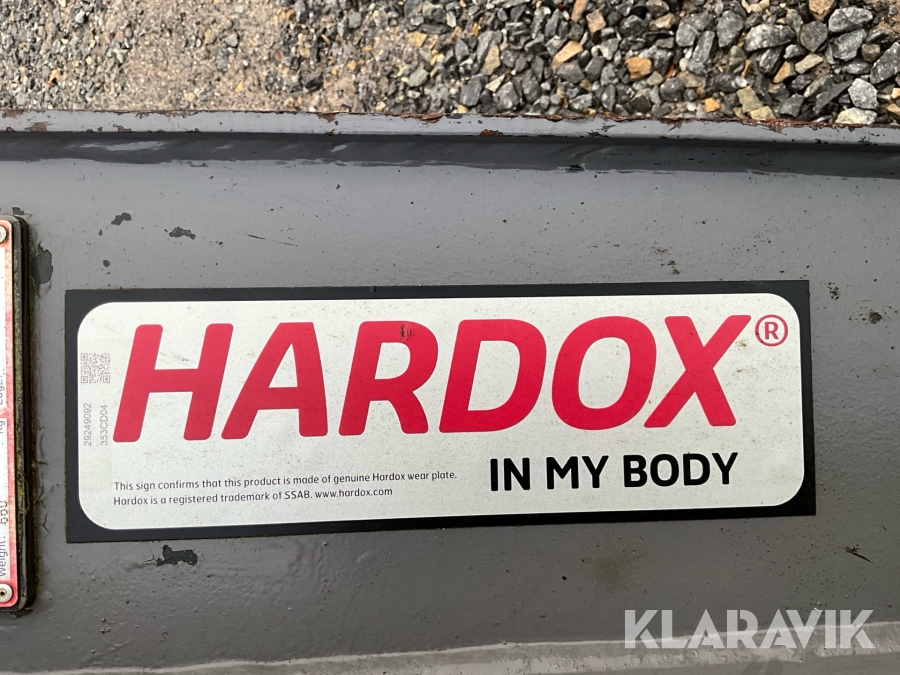 HARDOX®
IN MY BODY
This sign confirms that this product is made of genuine Hardox wear plate.
Hardox is a registered trademark of SSAB. www.hardox.com
28249092
353CD04
Weight:
KLARAVIK